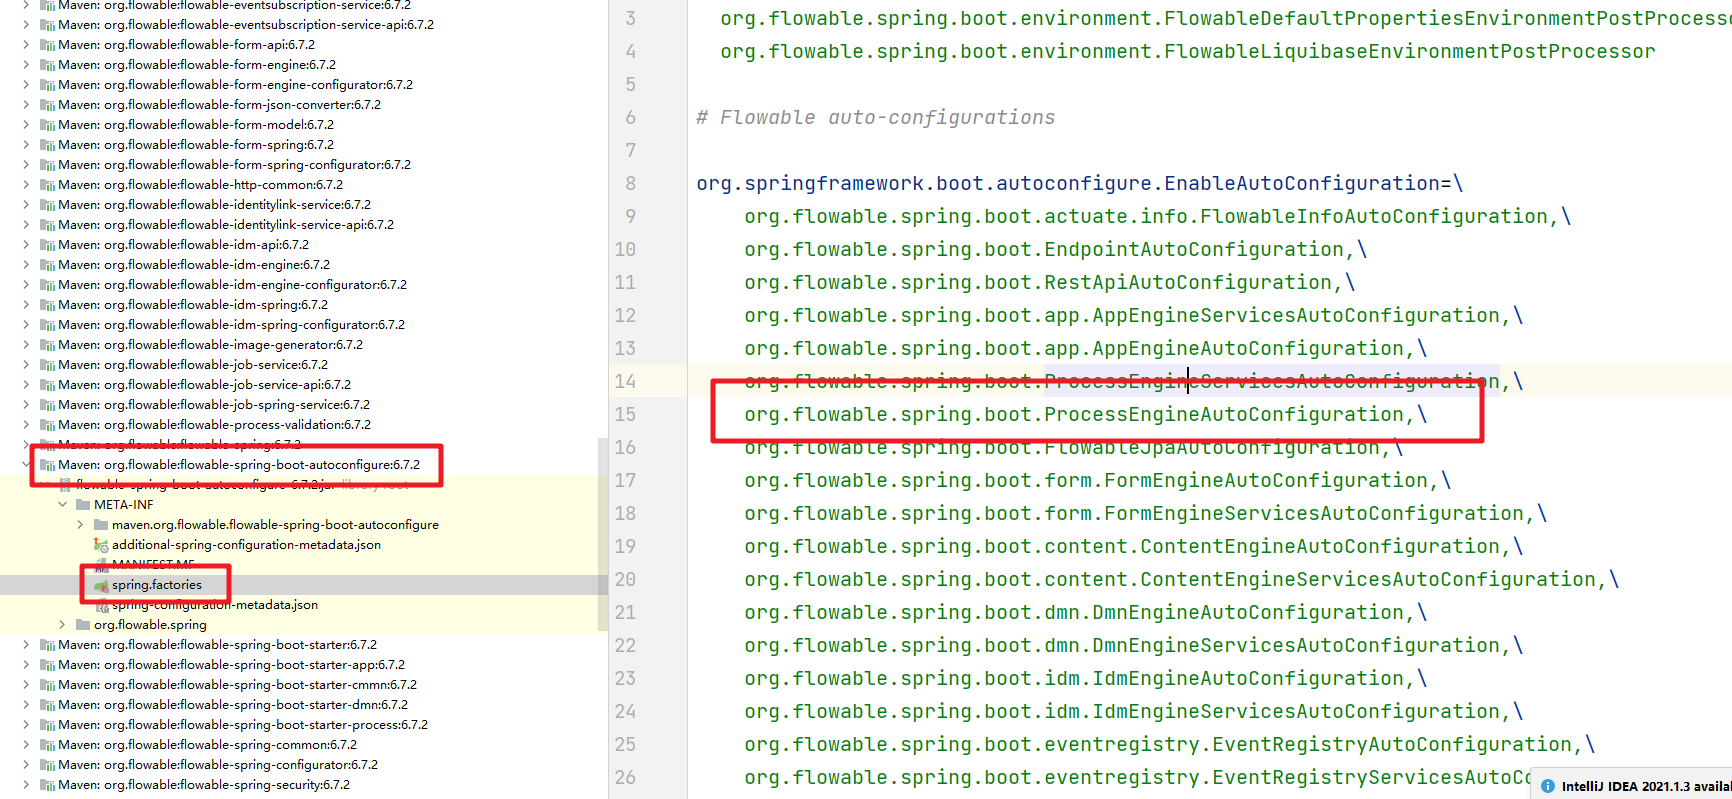 Maven: org.flowable:flowable-eventsubscription-service:6.7.2
Maven: org.flowable:flowable-eventsubscription-service-api:6.7.2
Maven: org.flowable:flowable-form-api:6.7.2
Maven: org.flowable:flowable-form-engine:6.7.2
Maven: org.flowable:flowable-form-engine-configurator:6.7.2
Maven: org.flowable:flowable-form-json-converter:6.7.2
Maven: org.flowable:flowable-form-model:6.7.2
Maven: org.flowable:flowable-form-spring:6.7.2
Maven: org.flowable:flowable-form-spring-configurator:6.7.2
Maven: org.flowable:flowable-http-common:6.7.2
Maven: org.flowable:flowable-identitylink-service:6.7.2
Maven: org.flowable:flowable-identitylink-service-api:6.7.2
Maven: org.flowable:flowable-idm-api:6.7.2
Maven: org.flowable:flowable-idm-engine:6.7.2
Maven: org.flowable:flowable-idm-engine-configurator:6.7.2
Maven: org.flowable:flowable-idm-spring:6.7.2
Maven: org.flowable:flowable-idm-spring-configurator:6.7.2
Maven: org.flowable:flowable-image-generator:6.7.2
Maven: org.flowable:flowable-job-service:6.7.2
Maven: org.flowable:flowable-job-service-api:6.7.2
Maven: org.flowable:flowable-job-spring-service:6.7.2
Maven: org.flowable:flowable-process-validation:6.7.2
Maven: org.flowable:flowable-spring:6.7.2
Maven: org.flowable:flowable-spring-boot-autoconfigure:6.7.2
flowable-spring-boot-autoconfigure-6.7.2.jar library root
META-INF
maven.org.flowable.flowable-spring-boot-autoconfigure
additional-spring-configuration-metadata.json
MANIFEST.MF
spring.factories
spring-configuration-metadata.json
org.flowable.spring
Maven: org.flowable:flowable-spring-boot-starter:6.7.2
Maven: org.flowable:flowable-spring-boot-starter-app:6.7.2
Maven: org.flowable:flowable-spring-boot-starter-cmmn:6.7.2
Maven: org.flowable:flowable-spring-boot-starter-dmn:6.7.2
Maven: org.flowable:flowable-spring-boot-starter-process:6.7.2
Maven: org.flowable:flowable-spring-common:6.7.2
Maven: org.flowable:flowable-spring-configurator:6.7.2
Maven: org.flowable:flowable-spring-security:6.7.2
3 org.flowable.spring.boot.environment.FlowableDefaultPropertiesEnvironmentPostProcesso
4 org.flowable.spring.boot.environment.FlowableLiquibaseEnvironmentPostProcessor
5
6 # Flowable auto-configurations
7
8 org.springframework.boot.autoconfigure.EnableAutoConfiguration=\
9 org.flowable.spring.boot.actuate.info.FlowableInfoAutoConfiguration,\
10 org.flowable.spring.boot.EndpointAutoConfiguration,\
11 org.flowable.spring.boot.RestApiAutoConfiguration,\
12 org.flowable.spring.boot.app.AppEngineServicesAutoConfiguration,\
13 org.flowable.spring.boot.app.AppEngineAutoConfiguration,\
14 org.flowable.spring.boot.ProcessEngineServicesAutoConfiguration,\
15 org.flowable.spring.boot.ProcessEngineAutoConfiguration,\
16 org.flowable.spring.boot.FlowableJpaAutoConfiguration,\
17 org.flowable.spring.boot.form.FormEngineAutoConfiguration,\
18 org.flowable.spring.boot.form.FormEngineServicesAutoConfiguration,\
19 org.flowable.spring.boot.content.ContentEngineAutoConfiguration,\
20 org.flowable.spring.boot.content.ContentEngineServicesAutoConfiguration,\
21 org.flowable.spring.boot.dmn.DmnEngineAutoConfiguration,\
22 org.flowable.spring.boot.dmn.DmnEngineServicesAutoConfiguration,\
23 org.flowable.spring.boot.idm.IdmEngineAutoConfiguration,\
24 org.flowable.spring.boot.idm.IdmEngineServicesAutoConfiguration,\
25 org.flowable.spring.boot.eventregistry.EventRegistryAutoConfiguration,\
26 org.flowable.spring.boot.eventregistry.EventRegistryServicesAutoCo
IntelliJ IDEA 2021.1.3 availa